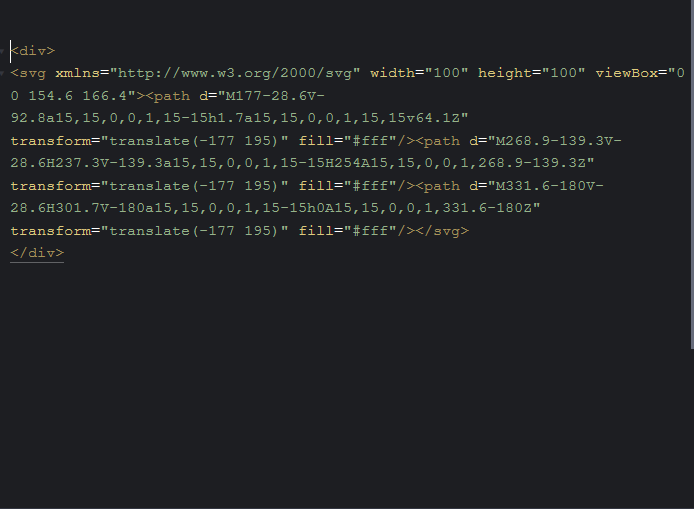 <div>
<svg xmlns="http://www.w3.org/2000/svg" width="100" height="100" viewBox="0
0 154.6 166.4"><path d="M177-28.6V-
92.8a15,15,0,0,1,15-15h1.7a15,15,0,0,1,15,15v64.1Z"
transform="translate(-177 195)" fill="#fff"/><path d="M268.9-139.3V-
28.6H237.3V-139.3a15,15,0,0,1,15-15H254A15,15,0,0,1,268.9-139.3Z"
transform="translate(-177 195)" fill="#fff"/><path d="M331.6-180V-
28.6H301.7V-180a15,15,0,0,1,15-15h0A15,15,0,0,1,331.6-180Z"
transform="translate(-177 195)" fill="#fff"/></svg>
</div>